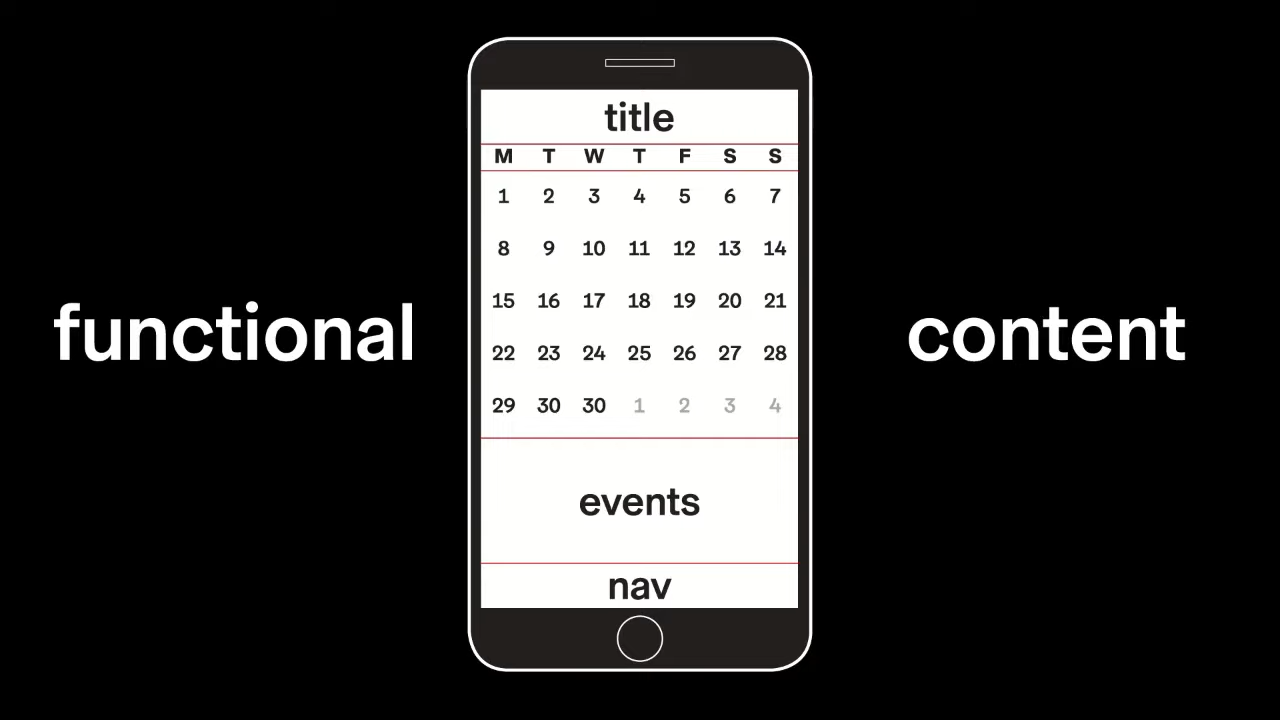 title
M T W T F S S
1 2 3 4 5 6 7
8 9 10 11 12 13 14
15 16 17 18 19 20 21
22 23 24 25 26 27 28
29 30 30 1 2 3 4
events
nav
functional
content